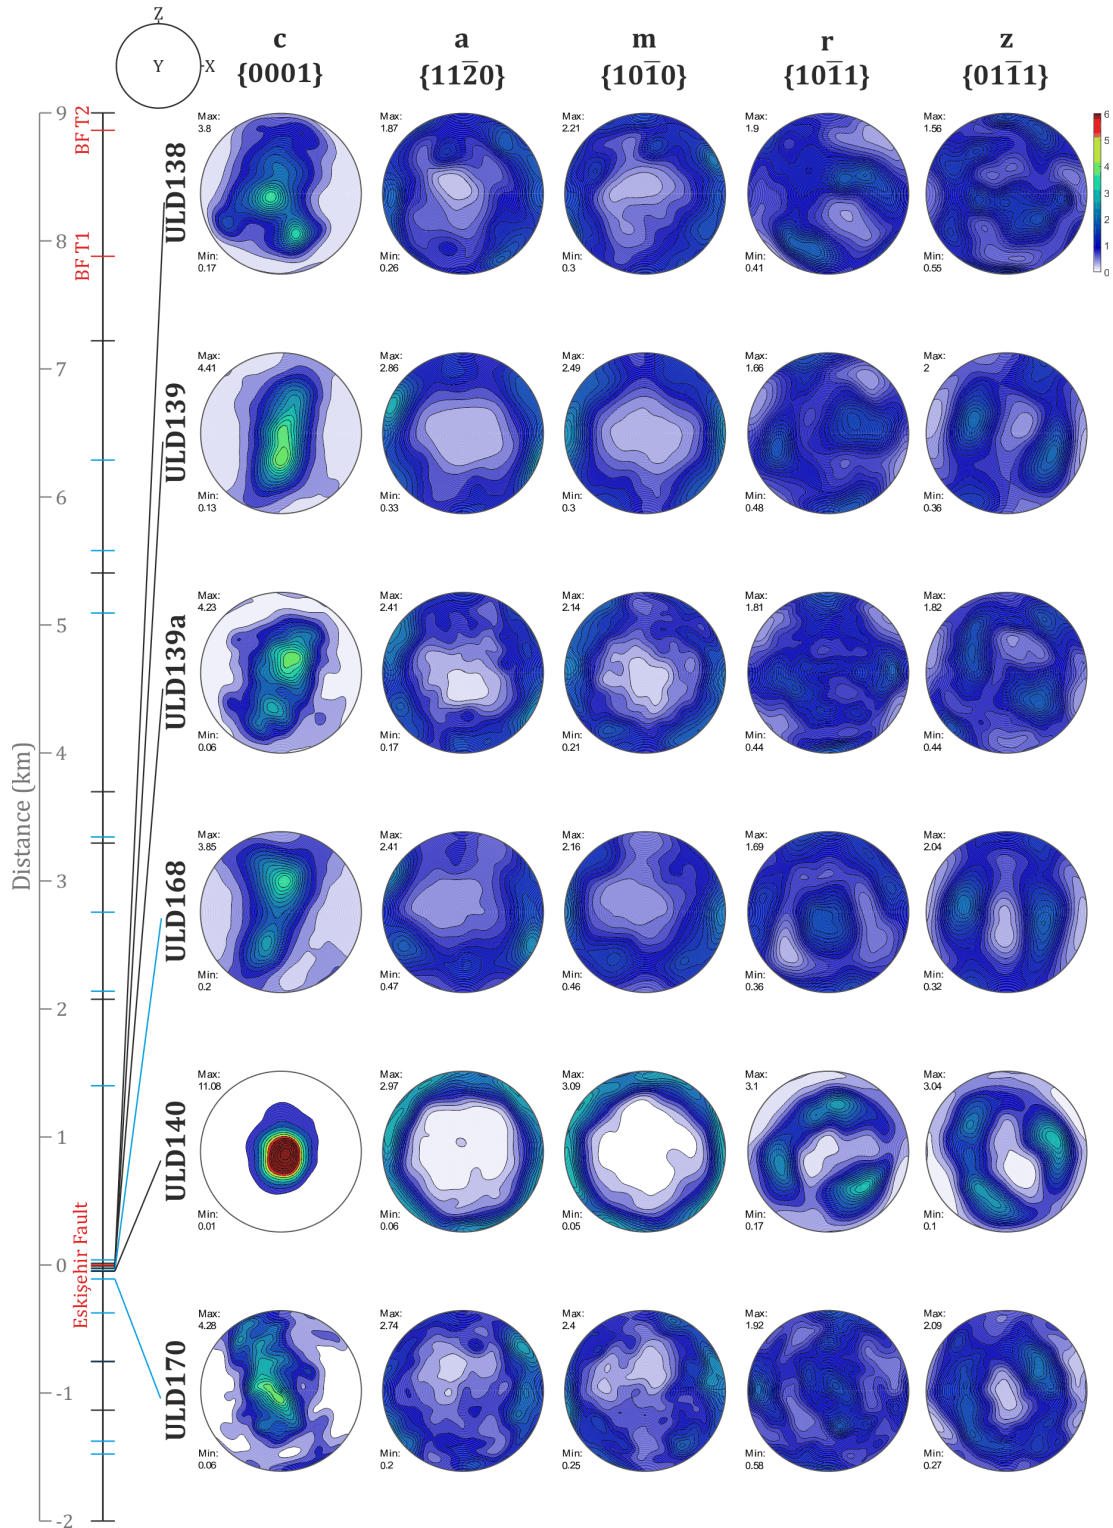 Z
Y
X
c
{0001}
a
{112̅0}
m
{101̅0}
r
{101̅1}
z
{011̅1}
Distance (km)
9
8
7
6
5
4
3
2
1
0
-1
-2
BF T2
BF T1
Eskişehir Fault
6
5
4
3
2
1
0
ULD138
Max:
3.8
Min:
0.17
Max:
1.87
Min:
0.26
Max:
2.21
Min:
0.3
Max:
1.9
Min:
0.41
Max:
1.56
Min:
0.55
ULD139
Max:
4.41
Min:
0.13
Max:
2.86
Min:
0.33
Max:
2.49
Min:
0.3
Max:
1.66
Min:
0.48
Max:
2
Min:
0.36
ULD139a
Max:
4.23
Min:
0.06
Max:
2.41
Min:
0.17
Max:
2.14
Min:
0.21
Max:
1.81
Min:
0.44
Max:
1.82
Min:
0.44
ULD168
Max:
3.85
Min:
0.2
Max:
2.41
Min:
0.47
Max:
2.16
Min:
0.46
Max:
1.69
Min:
0.36
Max:
2.04
Min:
0.32
ULD140
Max:
11.08
Min:
0.01
Max:
2.97
Min:
0.06
Max:
3.09
Min:
0.05
Max:
3.1
Min:
0.17
Max:
3.04
Min:
0.1
ULD170
Max:
4.28
Min:
0.06
Max:
2.74
Min:
0.2
Max:
2.4
Min:
0.25
Max:
1.92
Min:
0.58
Max:
2.09
Min:
0.27